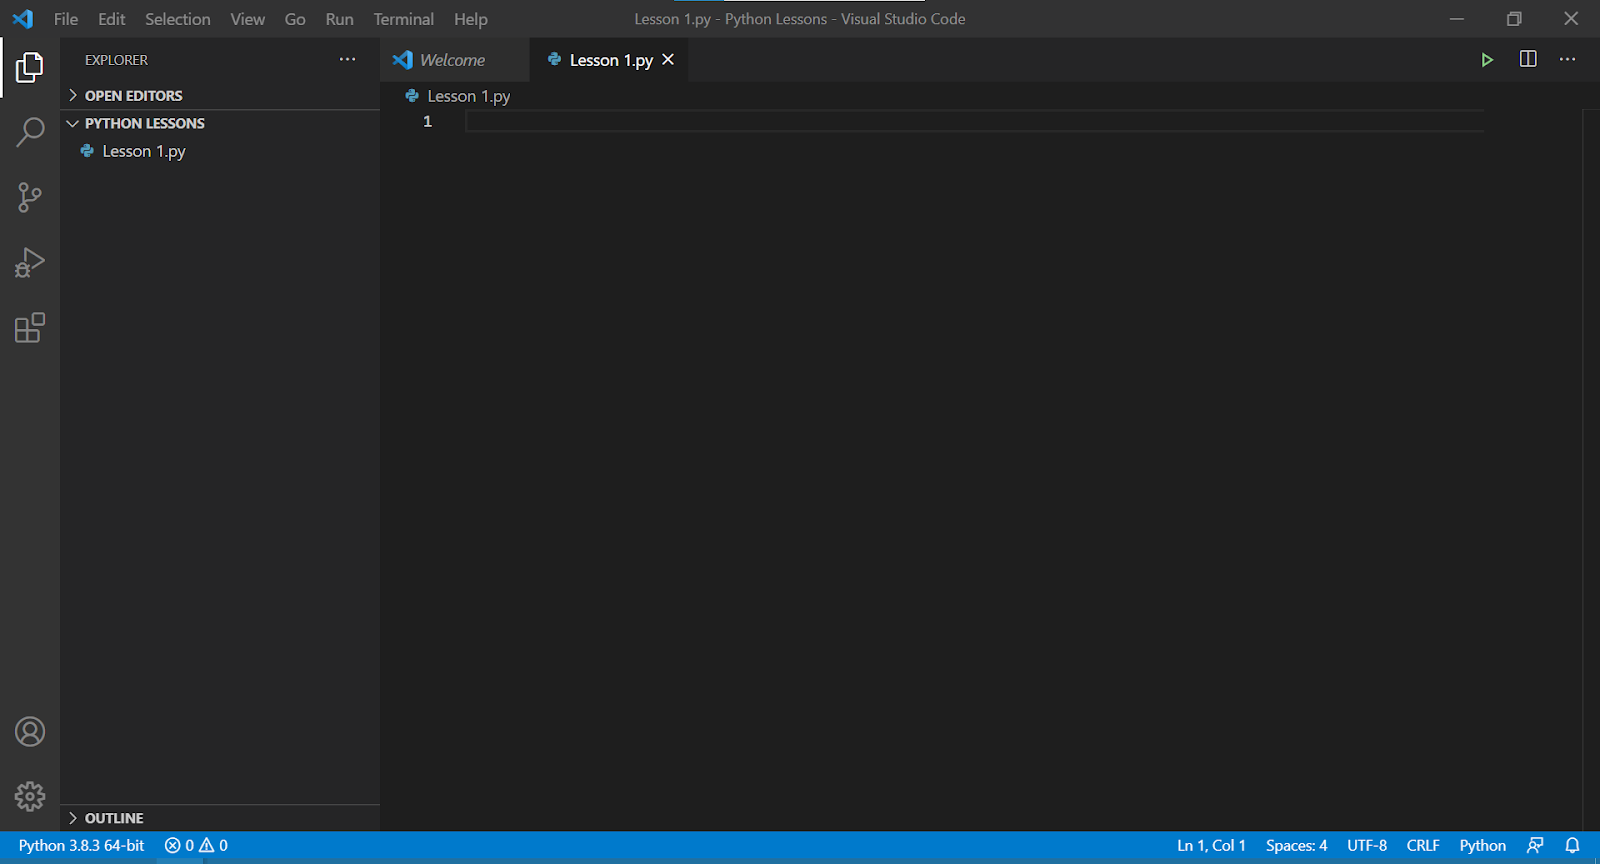 File Edit Selection View Go Run Terminal Help Lesson 1.py - Python Lessons - Visual Studio Code
EXPLORER
Welcome Lesson 1.py
OPEN EDITORS
Lesson 1.py
PYTHON LESSONS
1
Lesson 1.py
OUTLINE
Python 3.8.3 64-bit 0 0 Ln 1, Col 1 Spaces: 4 UTF-8 CRLF Python